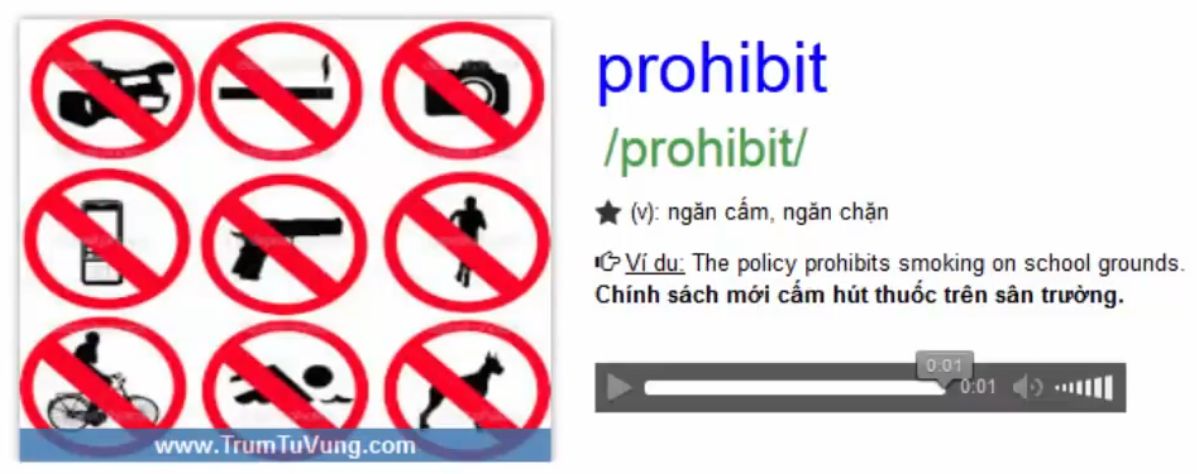 prohibit
/prohibit/
★ (v): ngăn cấm, ngăn chặn
Ví dụ: The policy prohibits smoking on school grounds.
Chính sách mới cấm hút thuốc trên sân trường.
0:01
0:01
www.TrumTuVung.com